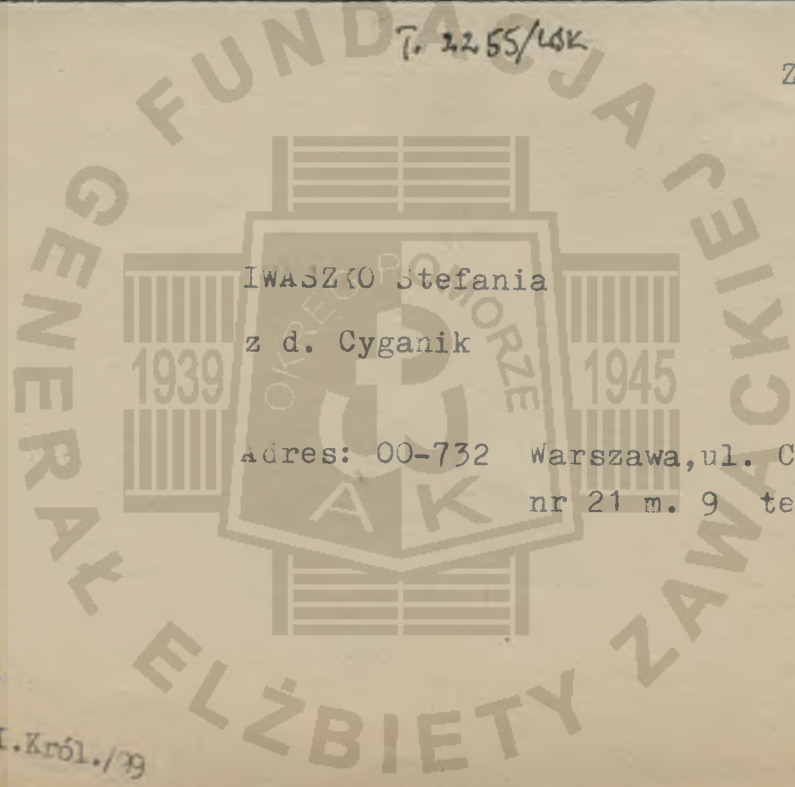 T. 2255/WSK
Z
IWASZKO Stefania
z d. Cyganik
Adres: 00-732 Warszawa,ul. C
nr 21 m. 9 te
I.Król./99
FUNDACJA GENERAŁ ELŻBIETY ZAWACKIEJ
OKRĘG POMORZE
1939
1945
AK